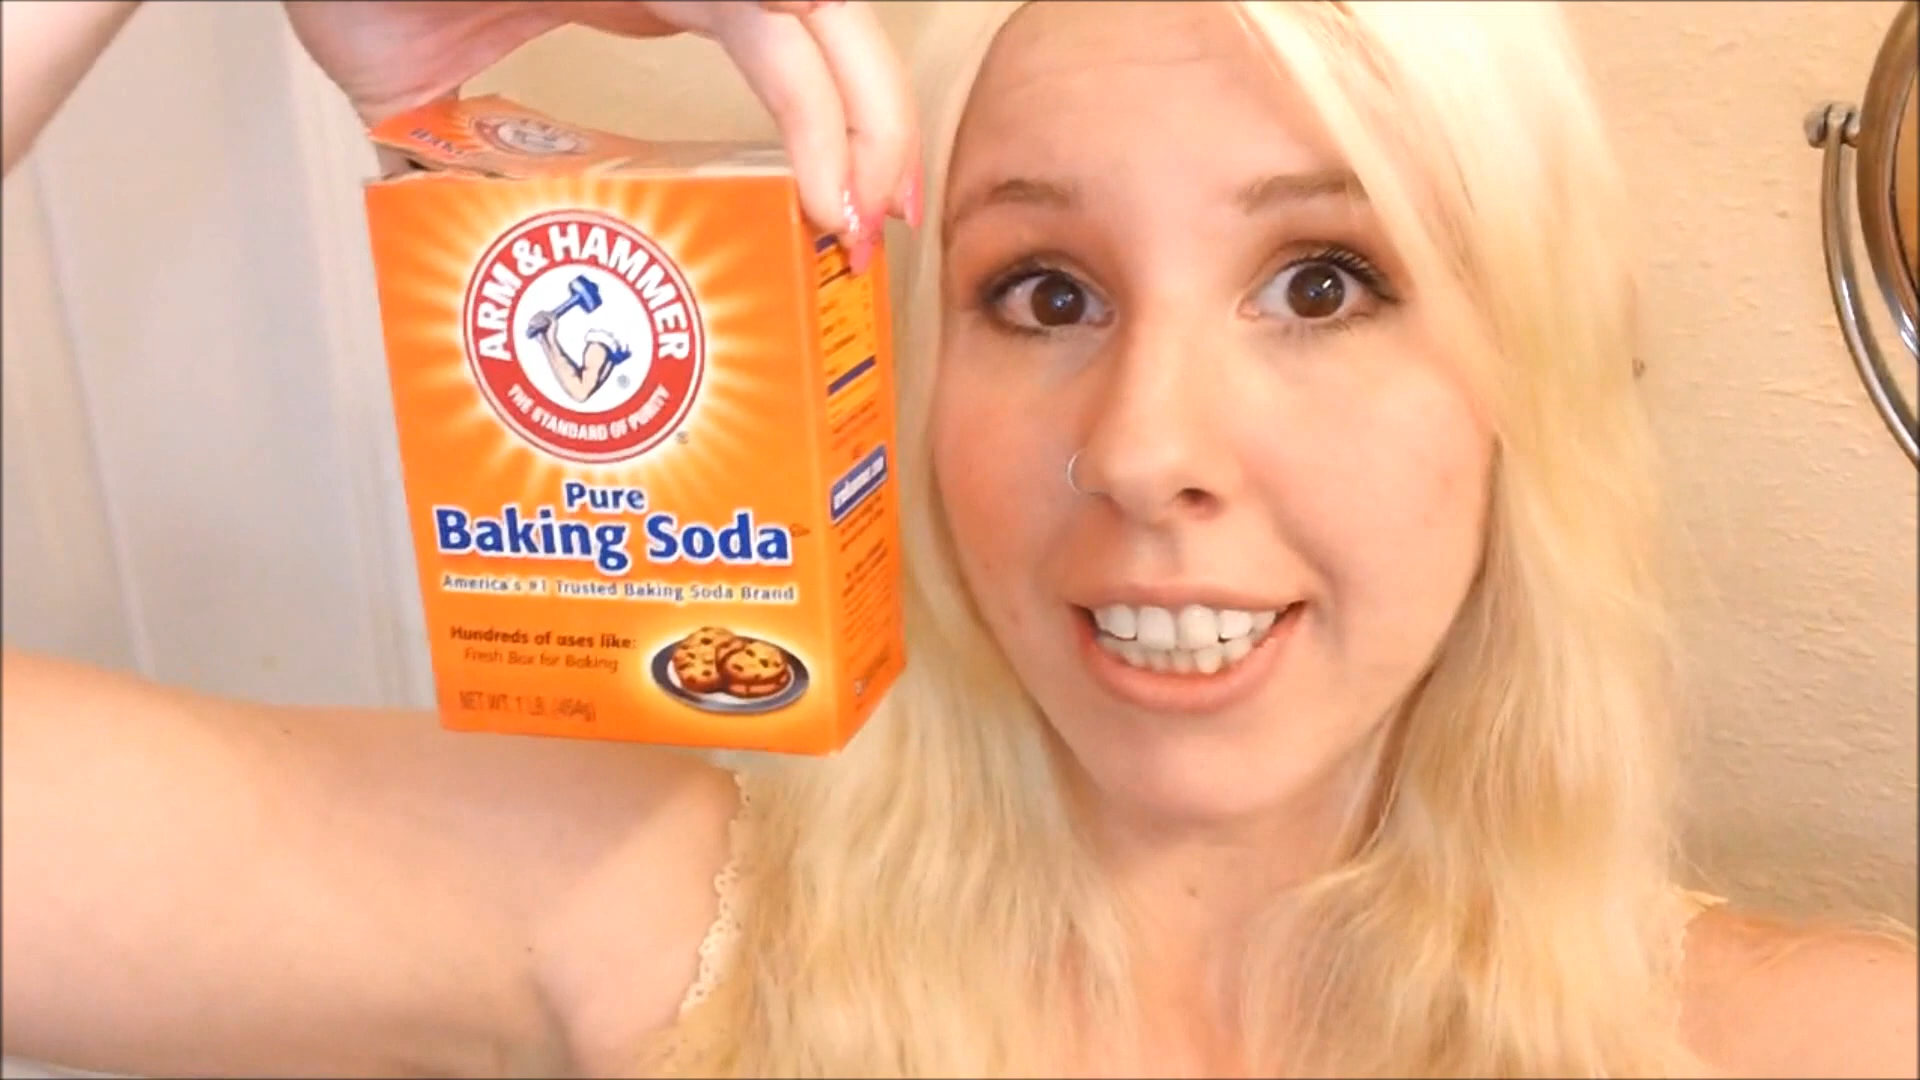 ARM & HAMMER
THE STANDARD OF PURITY
Pure
Baking Soda
America's #1 Trusted Baking Soda Brand
Hundreds of uses like:
Fresh Box for Baking
NET WT. 1 LB. (454g)